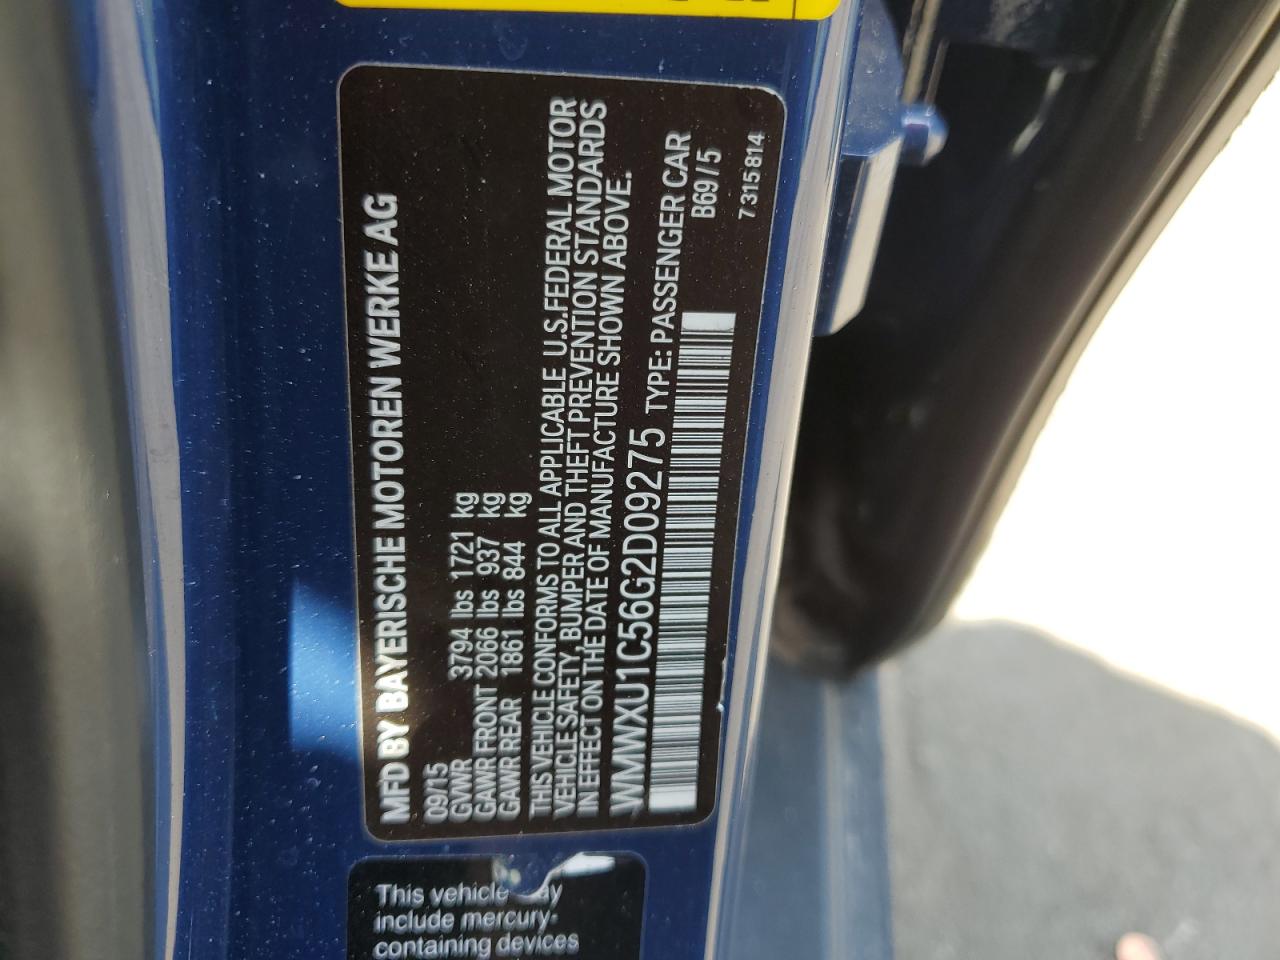 MFD BY BAYERISCHE MOTOREN WERKE AG
09/15
GVWR 3794 lbs 1721 kg
GAWR FRONT 2066 lbs 937 kg
GAWR REAR 1861 lbs 844 kg
THIS VEHICLE CONFORMS TO ALL APPLICABLE U.S.FEDERAL MOTOR
VEHICLE SAFETY, BUMPER AND THEFT PREVENTION STANDARDS
IN EFFECT ON THE DATE OF MANUFACTURE SHOWN ABOVE.
WMWXU1C56G2D09275 TYPE: PASSENGER CAR
B69/5
7315814
This vehicle
include mercury-
containing devices